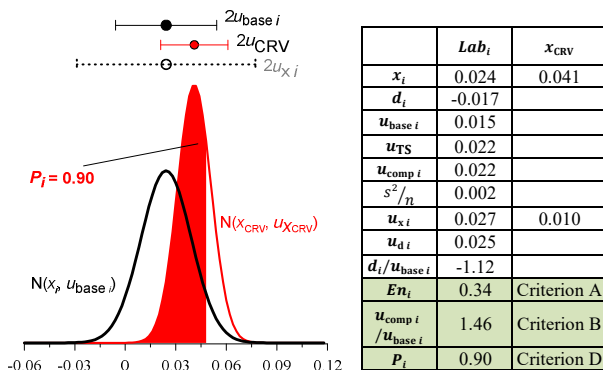 2u_base i
2u_CRV
2u_x i
P_i = 0.90
N(x_CRV, u_XCRV)
N(x_i, u_base i)
-0.06 -0.03 0 0.03 0.06 0.09 0.12
Lab_i x_CRV
x_i 0.024 0.041
d_i -0.017
u_base i 0.015
u_TS 0.022
u_comp i 0.022
s²/n 0.002
u_x i 0.027 0.010
u_d i 0.025
d_i/u_base i -1.12
En_i 0.34 Criterion A
u_comp i
/u_base i 1.46 Criterion B
P_i 0.90 Criterion D